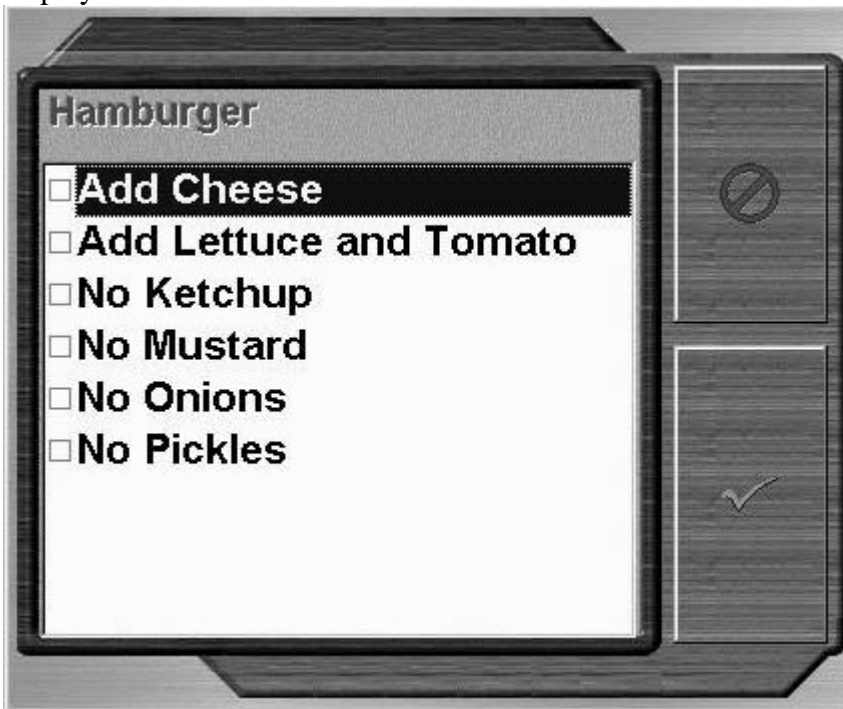 Hamburger
Add Cheese
Add Lettuce and Tomato
No Ketchup
No Mustard
No Onions
No Pickles